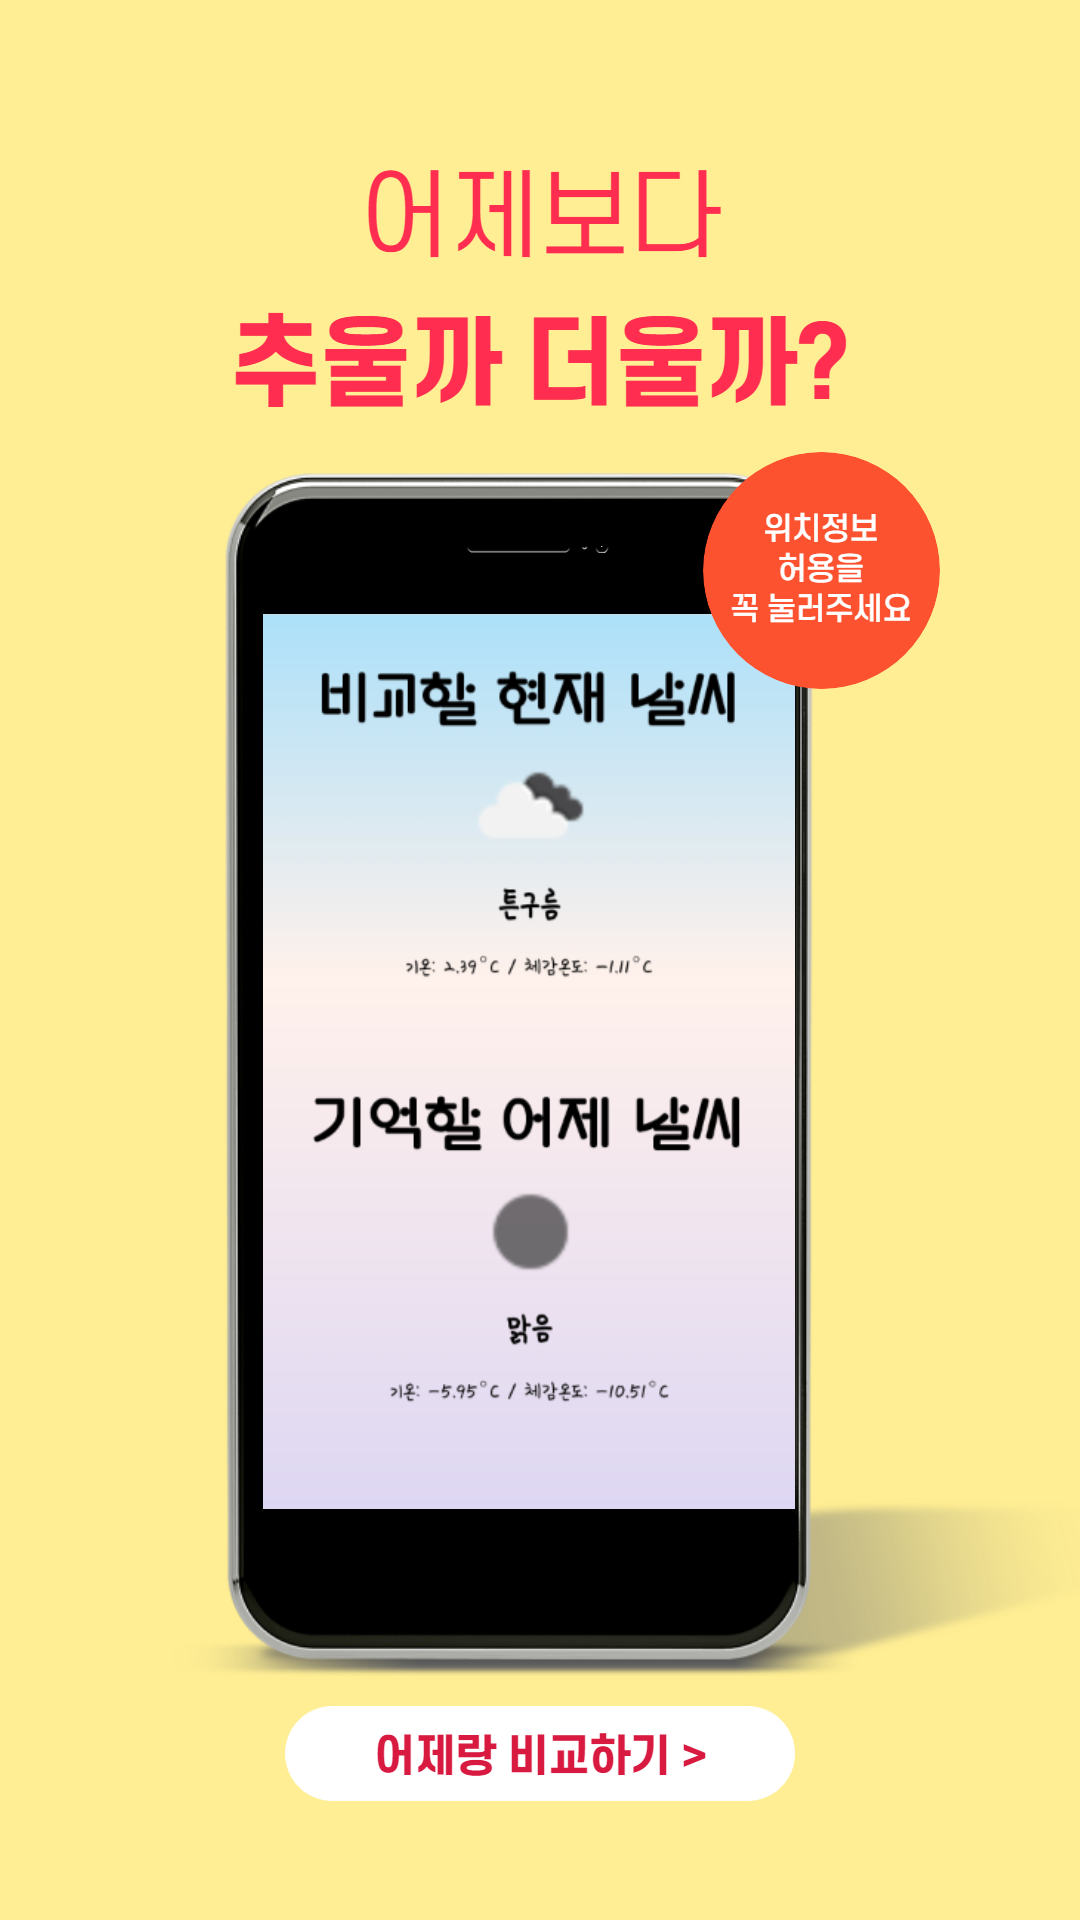 어제보다
추울까 더울까?
위치정보
허용을
꼭 눌러주세요
비교할 현재 날씨
튼구름
기온: 2.39°C / 체감온도: -1.11°C
기억할 어제 날씨
맑음
기온: -5.95°C / 체감온도: -10.51°C
어제랑 비교하기 >